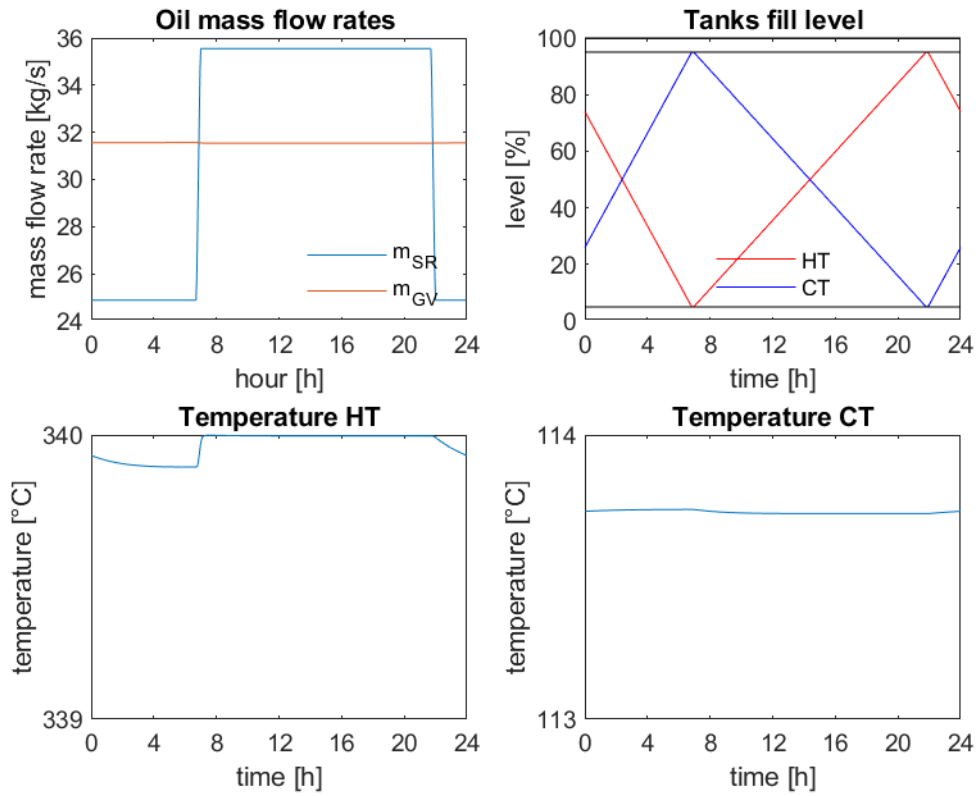 Oil mass flow rates
mass flow rate [kg/s]
36
34
32
30
28
26
24
m_SR
m_GV
0 4 8 12 16 20 24
hour [h]
Tanks fill level
level [%]
100
80
60
40
20
0
HT
CT
0 4 8 12 16 20 24
time [h]
Temperature HT
temperature [°C]
340
339
0 4 8 12 16 20 24
time [h]
Temperature CT
temperature [°C]
114
113
0 4 8 12 16 20 24
time [h]